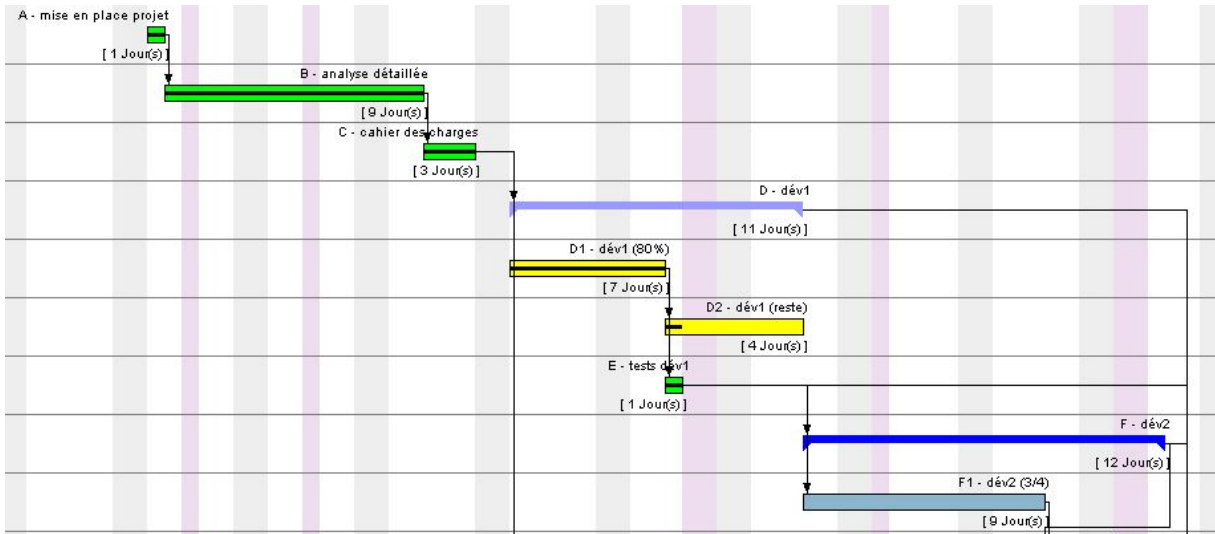 A - mise en place projet
[ 1 Jour(s) ]
B - analyse détaillée
[ 9 Jour(s) ]
C - cahier des charges
[ 3 Jour(s) ]
D - dév1
[ 11 Jour(s) ]
D1 - dév1 (80%)
[ 7 Jour(s) ]
D2 - dév1 (reste)
[ 4 Jour(s) ]
E - tests dév1
[ 1 Jour(s) ]
F - dév2
[ 12 Jour(s) ]
F1 - dév2 (3/4)
[ 9 Jour(s) ]